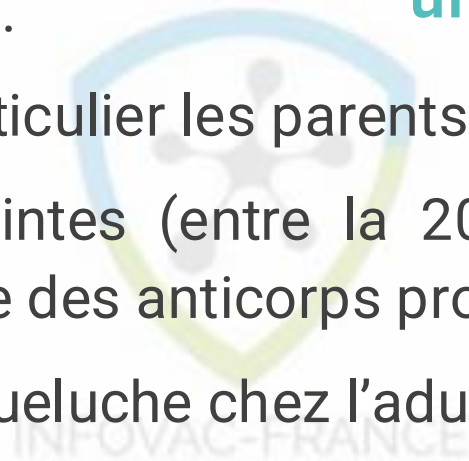 ticulier les parents
intes (entre la 20
e des anticorps pro
ueluche chez l’adu
INFOVAC-FRANCE